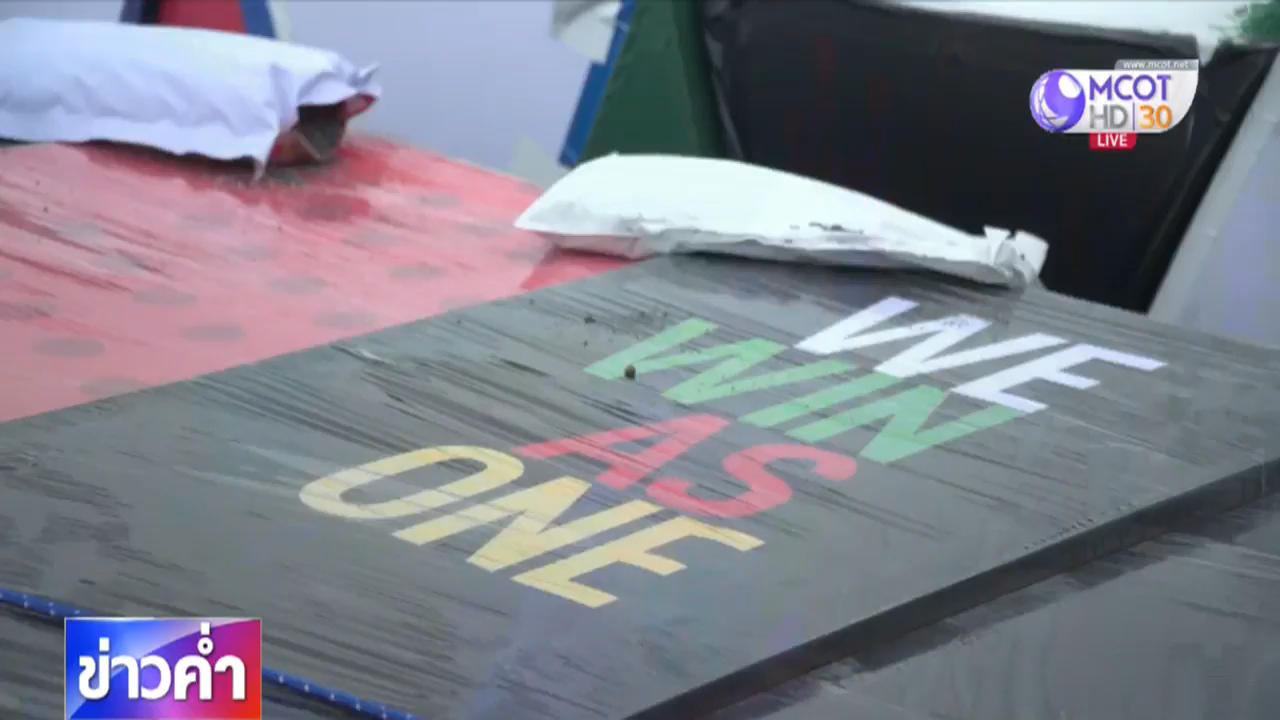 www.mcot.net
MCOT
HD 30
LIVE
WE
WIN
AS
ONE
ข่าวค่ำ